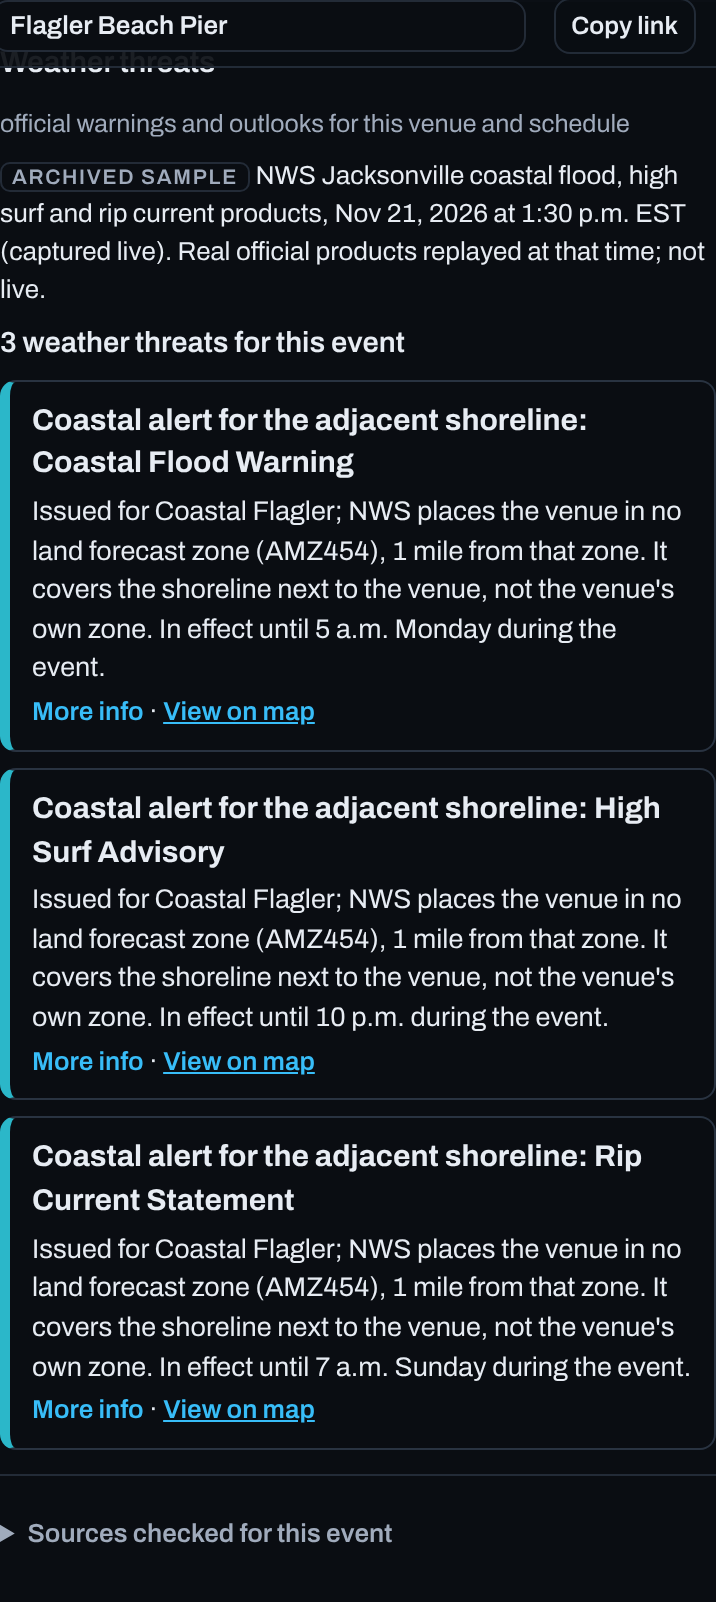 Flagler Beach Pier
Copy link
Weather threats
official warnings and outlooks for this venue and schedule
ARCHIVED SAMPLE NWS Jacksonville coastal flood, high
surf and rip current products, Nov 21, 2026 at 1:30 p.m. EST
(captured live). Real official products replayed at that time; not
live.
3 weather threats for this event
Coastal alert for the adjacent shoreline:
Coastal Flood Warning
Issued for Coastal Flagler; NWS places the venue in no
land forecast zone (AMZ454), 1 mile from that zone. It
covers the shoreline next to the venue, not the venue's
own zone. In effect until 5 a.m. Monday during the
event.
More info · View on map
Coastal alert for the adjacent shoreline: High
Surf Advisory
Issued for Coastal Flagler; NWS places the venue in no
land forecast zone (AMZ454), 1 mile from that zone. It
covers the shoreline next to the venue, not the venue's
own zone. In effect until 10 p.m. during the event.
More info · View on map
Coastal alert for the adjacent shoreline: Rip
Current Statement
Issued for Coastal Flagler; NWS places the venue in no
land forecast zone (AMZ454), 1 mile from that zone. It
covers the shoreline next to the venue, not the venue's
own zone. In effect until 7 a.m. Sunday during the event.
More info · View on map
Sources checked for this event